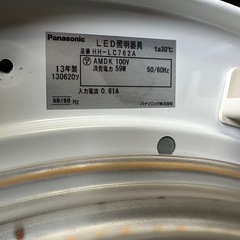 Panasonic LED照明器具 ta30℃
品番 HH-LC762A
13年製
130620Y
AMDK 100V
消費電力 59W 50/60Hz
入力電流 0.61A
50/60 Hz
パナソニック株式会社